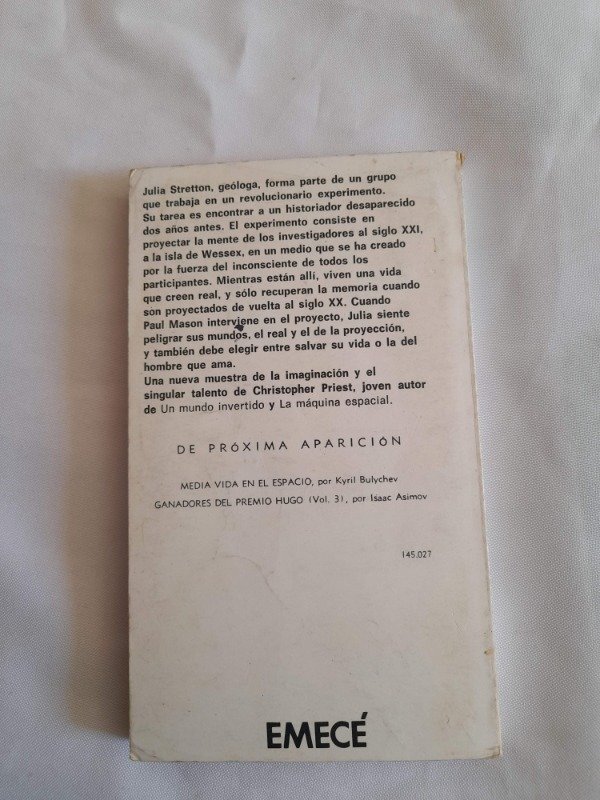 Julia Stretton, geóloga, forma parte de un grupo
que trabaja en un revolucionario experimento.
Su tarea es encontrar a un historiador desaparecido
dos años antes. El experimento consiste en
proyectar la mente de los investigadores al siglo XXI,
a la isla de Wessex, en un medio que se ha creado
por la fuerza del inconsciente de todos los
participantes. Mientras están allí, viven una vida
que creen real, y sólo recuperan la memoria cuando
son proyectados de vuelta al siglo XX. Cuando
Paul Mason interviene en el proyecto, Julia siente
peligrar sus mundos, el real y el de la proyección,
y también debe elegir entre salvar su vida o la del
hombre que ama.
Una nueva muestra de la imaginación y el
singular talento de Christopher Priest, joven autor
de Un mundo invertido y La máquina espacial.
DE PRÓXIMA APARICIÓN
MEDIA VIDA EN EL ESPACIO, por Kyril Bulychev
GANADORES DEL PREMIO HUGO (Vol. 3), por Isaac Asimov
145.027
EMECÉ